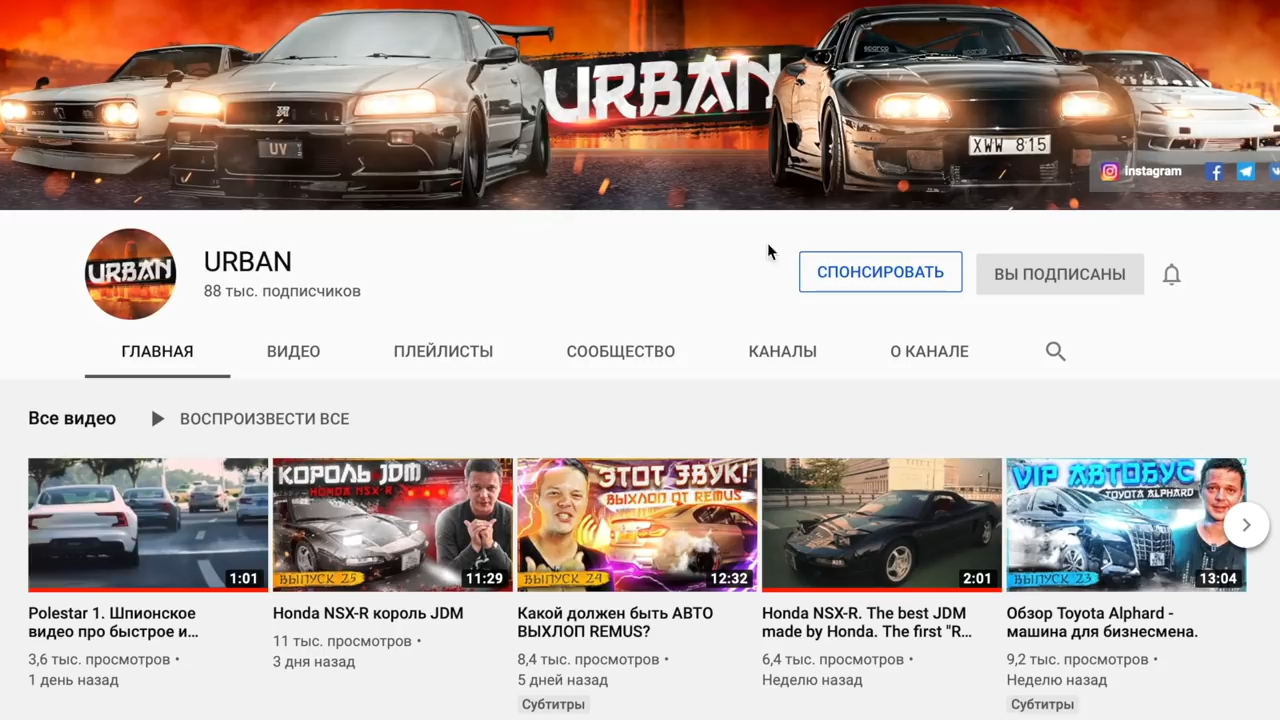 URBAN
sparco
sparco
UV
XWW 815
Instagram
URBAN
URBAN
88 тыс. подписчиков
СПОНСИРОВАТЬ
ВЫ ПОДПИСАНЫ
ГЛАВНАЯ
ВИДЕО
ПЛЕЙЛИСТЫ
СООБЩЕСТВО
КАНАЛЫ
О КАНАЛЕ
Все видео
ВОСПРОИЗВЕСТИ ВСЕ
1:01
КОРОЛЬ JDM
HONDA NSX-R
ВЫПУСК 25
11:29
ЭТОТ ЗВУК!
ВЫХЛОП ОТ REMUS
ВЫПУСК 24
12:32
2:01
VIP АВТОБУС
TOYOTA ALPHARD
ВЫПУСК 23
13:04
Polestar 1. Шпионское
видео про быстрое и...
3,6 тыс. просмотров •
1 день назад
Honda NSX-R король JDM
11 тыс. просмотров •
3 дня назад
Какой должен быть АВТО
ВЫХЛОП REMUS?
8,4 тыс. просмотров •
5 дней назад
Субтитры
Honda NSX-R. The best JDM
made by Honda. The first "R...
6,4 тыс. просмотров •
Неделю назад
Обзор Toyota Alphard -
машина для бизнесмена.
9,2 тыс. просмотров •
Неделю назад
Субтитры